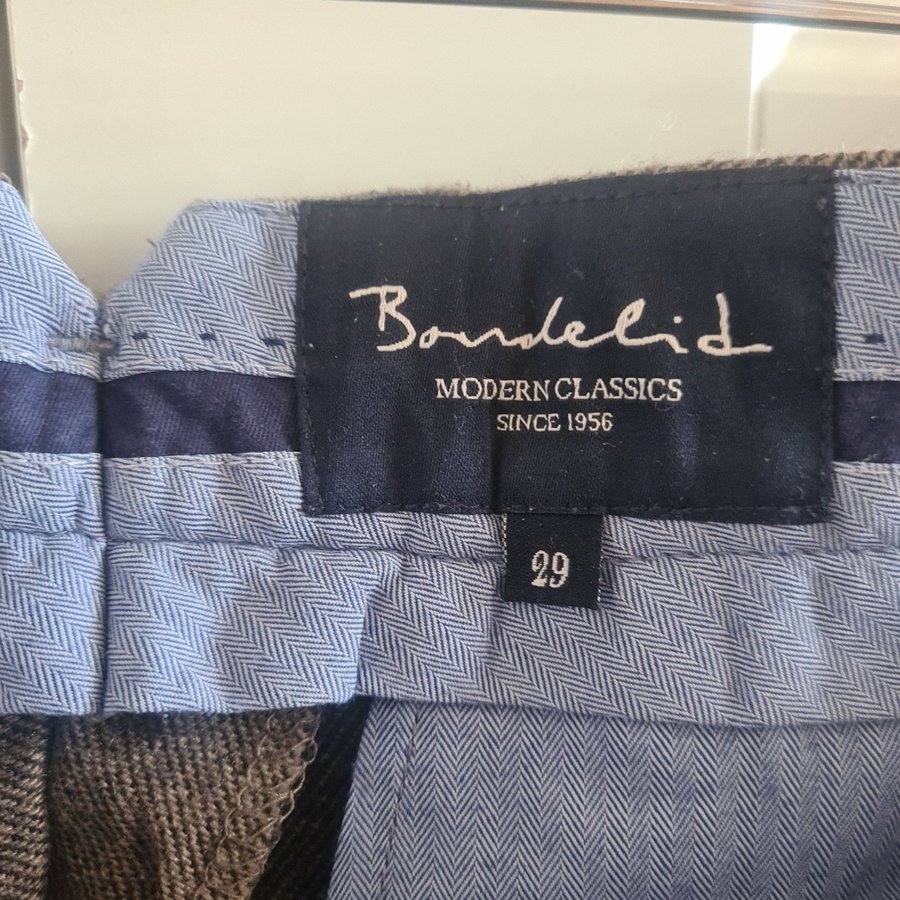 Bondelid
MODERN CLASSICS
SINCE 1956
29